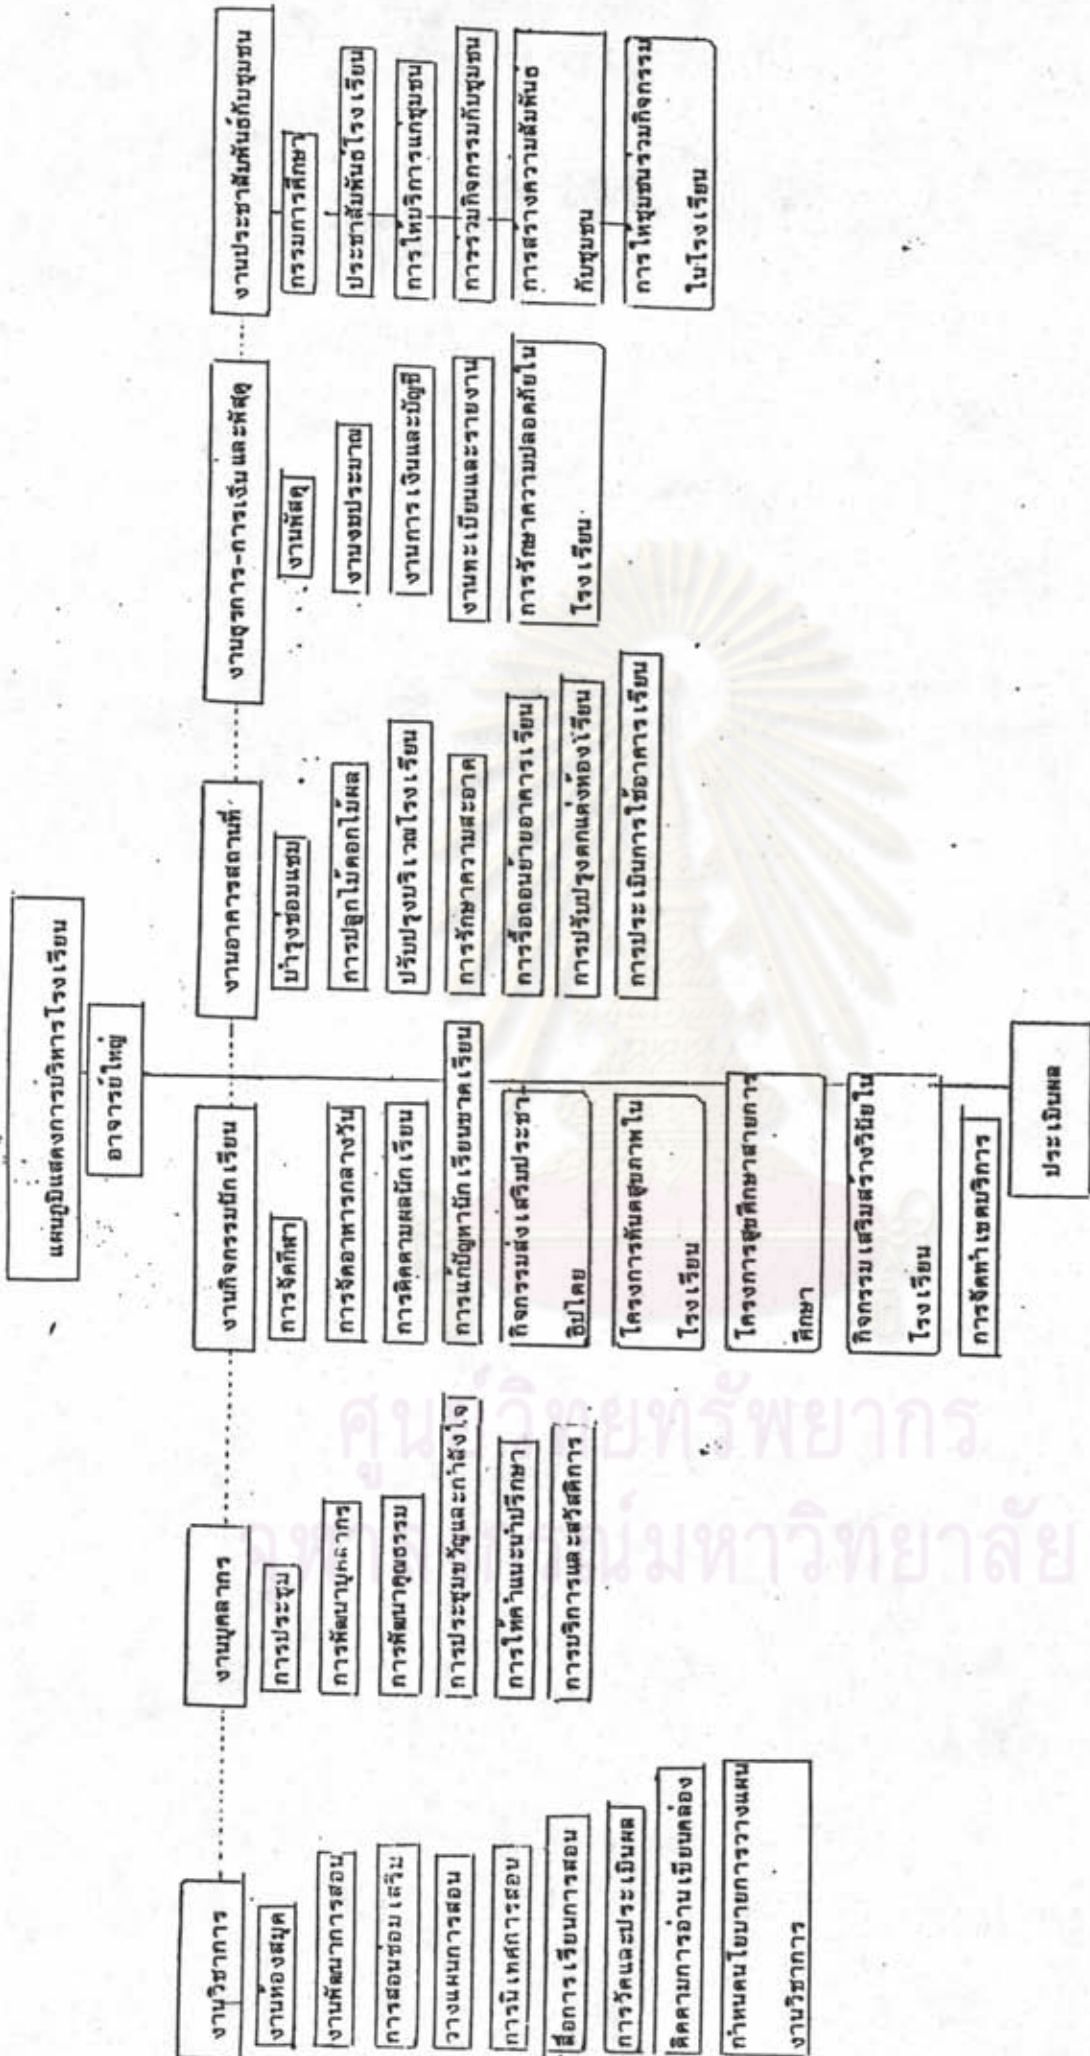 แผนภูมิแสดงการบริหารโรงเรียน
อาจารย์ใหญ่
งานวิชาการ
งานห้องสมุด
งานพัฒนาการสอน
การสอนซ่อมเสริม
วางแผนการสอน
การนิเทศการสอน
สื่อการเรียนการสอน
การวัดและประเมินผล
ติดตามการอ่านเขียนคล่อง
กำหนดนโยบายการวางแผน
งานวิชาการ
งานบุคลากร
การประชุม
การพัฒนาบุคลากร
การพัฒนาคุณธรรม
การประชุมขวัญและกำลังใจ
การให้คำแนะนำปรึกษา
การบริการและสวัสดิการ
งานกิจกรรมนักเรียน
การจัดกีฬา
การจัดอาหารกลางวัน
การติดตามผลนักเรียน
การแก้ปัญหานักเรียนขาดเรียน
กิจกรรมส่งเสริมประชา
ธิปไตย
โครงการทันตสุขภาพใน
โรงเรียน
โครงการสุขศึกษาสายการ
ศึกษา
กิจกรรมเสริมสร้างวินัยใน
โรงเรียน
การจัดทำเขตบริการ
งานอาคารสถานที่
บำรุงซ่อมแซม
การปลูกไม้ดอกไม้ผล
ปรับปรุงบริเวณโรงเรียน
การรักษาความสะอาด
การรื้อถอนย้ายอาคารเรียน
การปรับปรุงตกแต่งห้องเรียน
การประเมินการใช้อาคารเรียน
งานธุรการ-การเงินและพัสดุ
งานพัสดุ
งานงบประมาณ
งานการเงินและบัญชี
งานทะเบียนและรายงาน
การรักษาความปลอดภัยใน
โรงเรียน
งานประชาสัมพันธ์กับชุมชน
กรรมการศึกษา
ประชาสัมพันธ์โรงเรียน
การให้บริการแก่ชุมชน
การร่วมกิจกรรมกับชุมชน
การสร้างความสัมพันธ์
กับชุมชน
การให้ชุมชนร่วมกิจกรรม
ในโรงเรียน
ประเมินผล
ศูนย์วิทยทรัพยากร
จุฬาลงกรณ์มหาวิทยาลัย